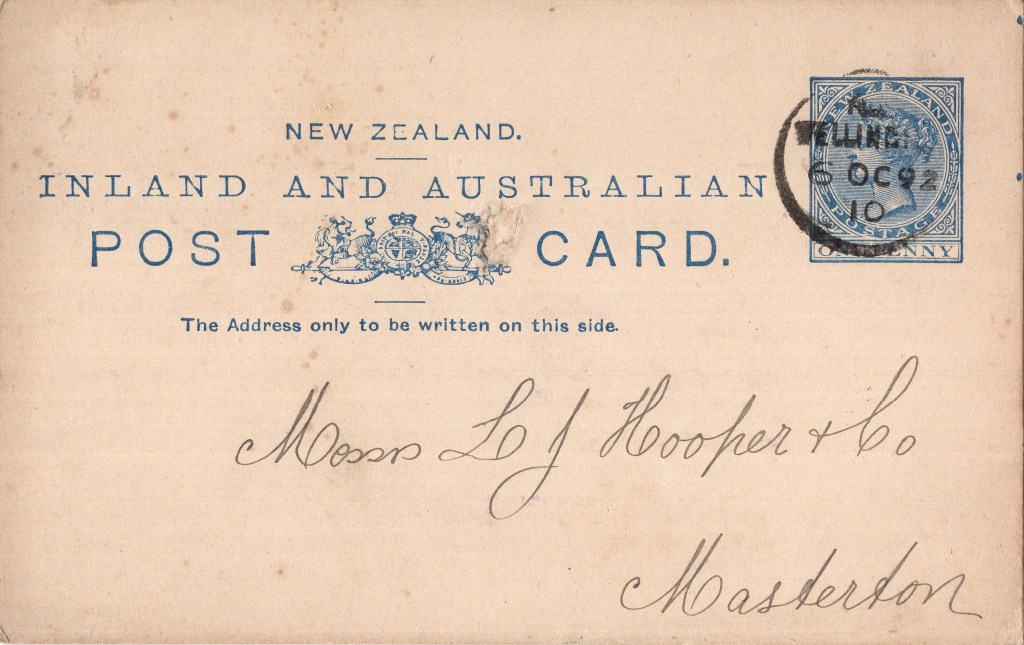 NEW ZEALAND.
INLAND AND AUSTRALIAN
POST CARD.
The Address only to be written on this side.
NEW ZEALAND
POSTAGE
ONE PENNY
WELLINGTON
6 OC 92
10
Messrs L J Hooper & Co
Masterton